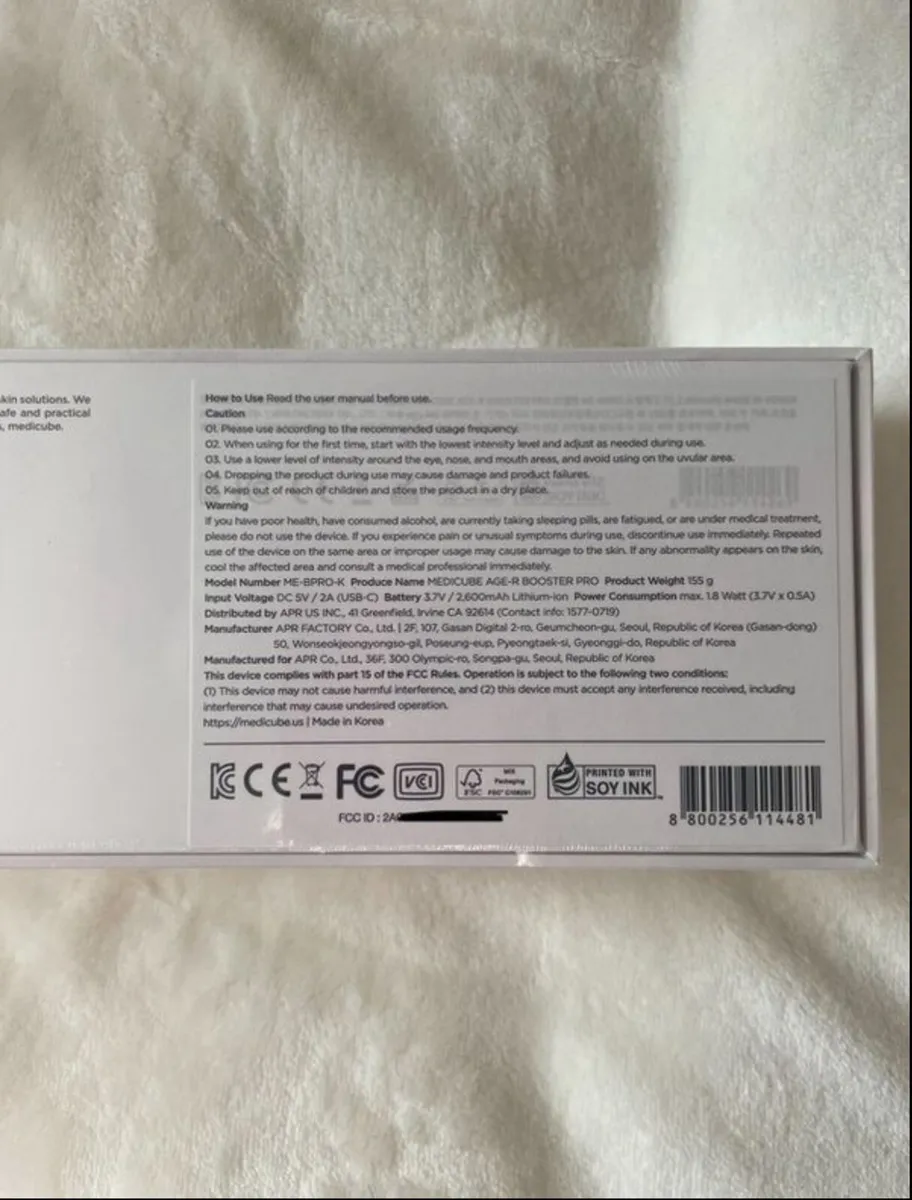 kin solutions. We
afe and practical
, medicube.
How to Use Read the user manual before use.
Caution
01. Please use according to the recommended usage frequency.
02. When using for the first time, start with the lowest intensity level and adjust as needed during use.
03. Use a lower level of intensity around the eye, nose, and mouth areas, and avoid using on the uvular area.
04. Dropping the product during use may cause damage and product failures.
05. Keep out of reach of children and store the product in a dry place.
Warning
If you have poor health, have consumed alcohol, are currently taking sleeping pills, are fatigued, or are under medical treatment,
please do not use the device. If you experience pain or unusual symptoms during use, discontinue use immediately. Repeated
use of the device on the same area or improper usage may cause damage to the skin. If any abnormality appears on the skin,
cool the affected area and consult a medical professional immediately.
Model Number ME-BPRO-K Produce Name MEDICUBE AGE-R BOOSTER PRO Product Weight 155 g
Input Voltage DC 5V / 2A (USB-C) Battery 3.7V / 2,600mAh Lithium-ion Power Consumption max. 1.8 Watt (3.7V x 0.5A)
Distributed by APR US INC., 41 Greenfield, Irvine CA 92614 (Contact info: 1577-0719)
Manufacturer APR FACTORY Co., Ltd. | 2F, 107, Gasan Digital 2-ro, Geumcheon-gu, Seoul, Republic of Korea (Gasan-dong)
50, Wonseokjeongyongso-gil, Poseung-eup, Pyeongtaek-si, Gyeonggi-do, Republic of Korea
Manufactured for APR Co., Ltd., 36F, 300 Olympic-ro, Songpa-gu, Seoul, Republic of Korea
This device complies with part 15 of the FCC Rules. Operation is subject to the following two conditions:
(1) This device may not cause harmful interference, and (2) this device must accept any interference received, including
interference that may cause undesired operation.
https://medicube.us | Made in Korea
KC CE FC VCCI FSC MIX Packaging PRINTED WITH SOY INK
FCC ID : 2A
8 800256 114481